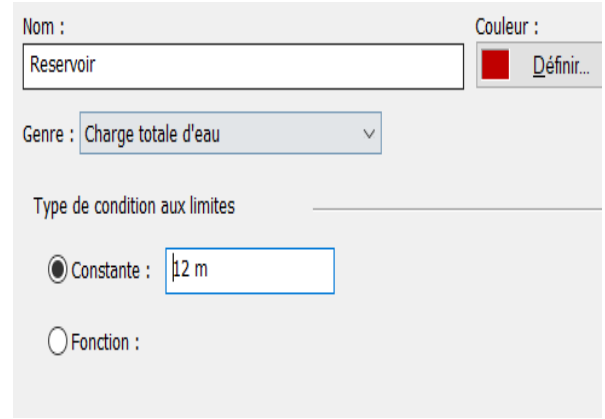 Nom :
Couleur :
Reservoir
Définir...
Genre : Charge totale d'eau
Type de condition aux limites
Constante : 12 m
Fonction :